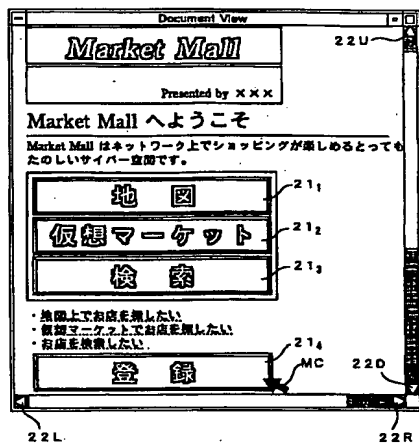 Document View
Market Mall
Presented by ×××
22U
Market Mall へようこそ
Market Mall はネットワーク上でショッピングが楽しめるとっても
たのしいサイバー空間です。
地 図
21₁
仮想マーケット
21₂
検 索
21₃
・地図上でお店を探したい
・仮想マーケットでお店を探したい
・お店を検索したい
登 録
21₄
MC
22D
22L
22R